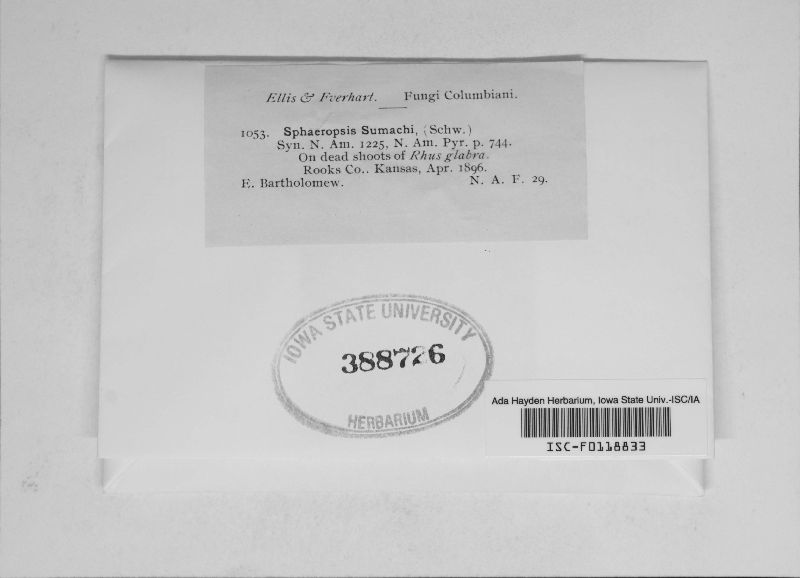 Ellis & Everhart. Fungi Columbiani.
1053. Sphaeropsis Sumachi, (Schw.)
Syn. N. Am. 1225, N. Am. Pyr. p. 744.
On dead shoots of Rhus glabra.
Rooks Co.. Kansas, Apr. 1896.
E. Bartholomew. N. A. F. 29.
IOWA STATE UNIVERSITY
388726
HERBARIUM
Ada Hayden Herbarium, Iowa State Univ.-ISC/IA
ISC-F0118833